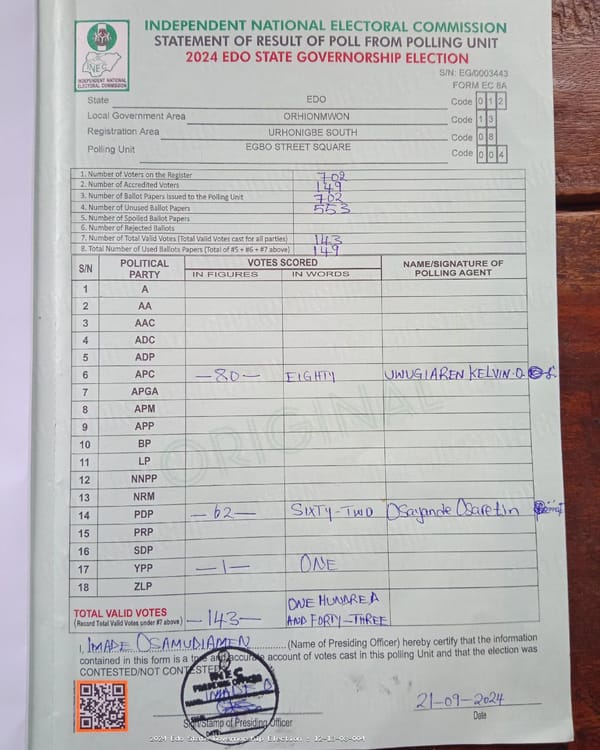 INDEPENDENT NATIONAL ELECTORAL COMMISSION
STATEMENT OF RESULT OF POLL FROM POLLING UNIT
2024 EDO STATE GOVERNORSHIP ELECTION
INEC
INDEPENDENT NATIONAL
ELECTORAL COMMISSION
S/N: EG/0003443
FORM EC 8A
State EDO Code 0 1 2
Local Government Area ORHIONMWON Code 1 3
Registration Area URHONIGBE SOUTH Code 0 8
Polling Unit EGBO STREET SQUARE Code 0 0 4
1. Number of Voters on the Register 702
2. Number of Accredited Voters 149
3. Number of Ballot Papers Issued to the Polling Unit 702
4. Number of Unused Ballot Papers 553
5. Number of Spoiled Ballot Papers
6. Number of Rejected Ballots
7. Number of Total Valid Votes (Total Valid Votes cast for all parties) 143
8. Total Number of Used Ballots Papers (Total of #5 + #6 + #7 above) 149
S/N POLITICAL PARTY VOTES SCORED NAME/SIGNATURE OF POLLING AGENT
IN FIGURES IN WORDS
1 A
2 AA
3 AAC
4 ADC
5 ADP
6 APC —80— EIGHTY UWUGIAREN KELVIN.O
7 APGA
8 APM
9 APP
10 BP
11 LP
12 NNPP
13 NRM
14 PDP —62— SIXTY-TWO Osayande Osaretin
15 PRP
16 SDP
17 YPP —1— ONE
18 ZLP
ORIGINAL
TOTAL VALID VOTES
(Record Total Valid Votes under #7 above) —143— ONE HUNDREA
AND FORTY-THREE
I, IMADE OSAMUDIAMEN (Name of Presiding Officer) hereby certify that the information
contained in this form is a true and accurate account of votes cast in this polling unit and that the election was
CONTESTED/NOT CONTESTED
INEC
PRESIDING OFFICER
NAME: IMADE O
SIGN:
DATE:
21-09-2024
Sign/Stamp of Presiding Officer Date
2024 Edo State Governorship Election : 12-13-08-004